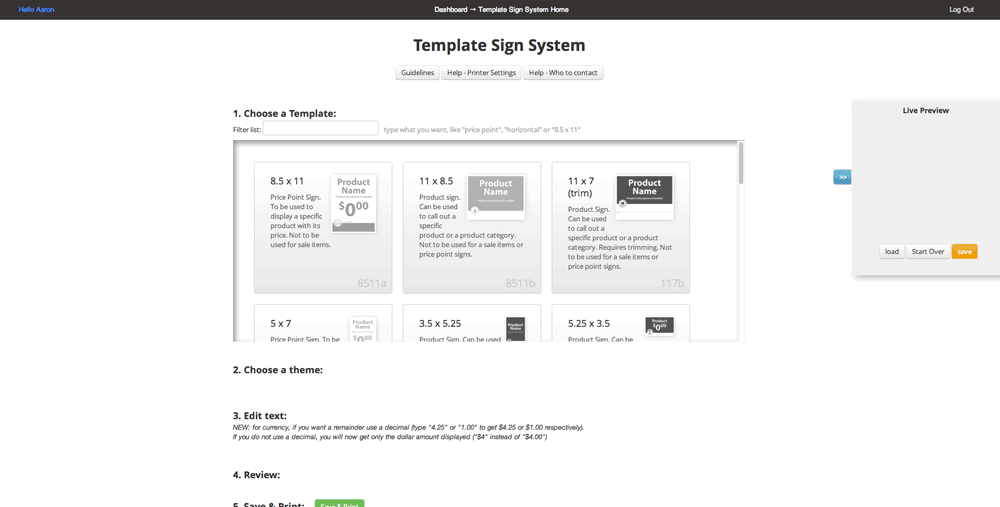 Hello Aaron
Dashboard → Template Sign System Home
Log Out
Template Sign System
Guidelines
Help - Printer Settings
Help - Who to contact
1. Choose a Template:
Filter list:
type what you want, like "price point", "horizontal" or "8.5 x 11"
8.5 x 11
Price Point Sign.
To be used to
display a specific
product with its
price. Not to be
used for sale items.
Product
Name
$000
8511a
11 x 8.5
Product sign.
Can be used
to call out a
specific
product or a product category.
Not to be used for a sale items or
price point signs.
Product
Name
8511b
11 x 7
(trim)
Product Sign.
Can be used
to call out a
specific product or a product
category. Requires trimming. Not
to be used for a sale items or
price point signs.
Product
Name
117b
5 x 7
Price Point Sign. To be
Product
Name
$000
3.5 x 5.25
Product Sign. Can be used
Product
Name
5.25 x 3.5
Product Sign. Can be
Product
$000
Live Preview
>>
load
Start Over
save
2. Choose a theme:
3. Edit text:
NEW: for currency, if you want a remainder use a decimal (type "4.25" or "1.00" to get $4.25 or $1.00 respectively).
If you do not use a decimal, you will now get only the dollar amount displayed ("$4" instead of "$4.00")
4. Review:
5. Save & Print:
Save & Print